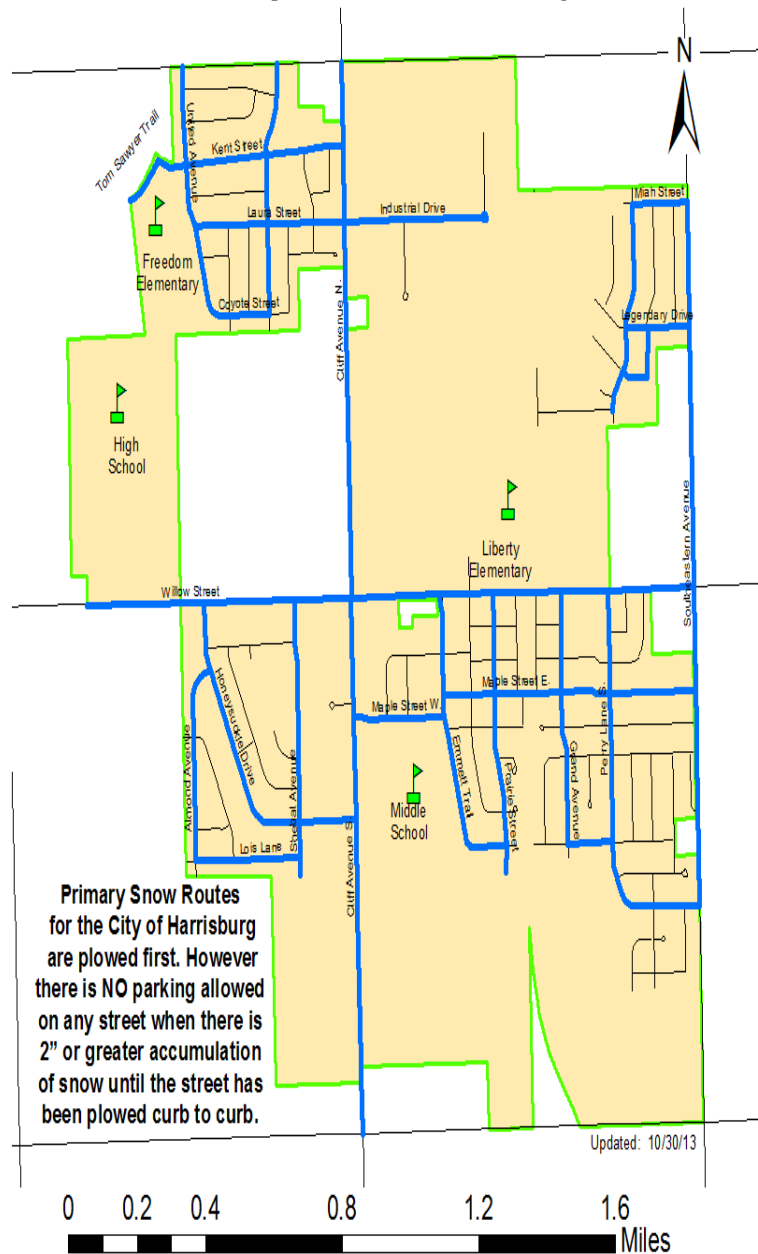 N
Tom Sawyer Trail
United Avenue
Kent Street
Laura Street
Industrial Drive
Miah Street
Freedom
Elementary
Coyote Street
Legendary Drive
Cliff Avenue N.
High
School
Southeastern Avenue
Liberty
Elementary
Willow Street
Maple Street E.
Maple Street W.
Perry Lane S.
Honeysuckle Drive
Almond Avenue
Shebal Avenue
Emmett Trail
Prairie Street
Grand Avenue
Middle
School
Lois Lane
Cliff Avenue S.
Primary Snow Routes
for the City of Harrisburg
are plowed first. However
there is NO parking allowed
on any street when there is
2” or greater accumulation
of snow until the street has
been plowed curb to curb.
Updated: 10/30/13
0 0.2 0.4 0.8 1.2 1.6
Miles